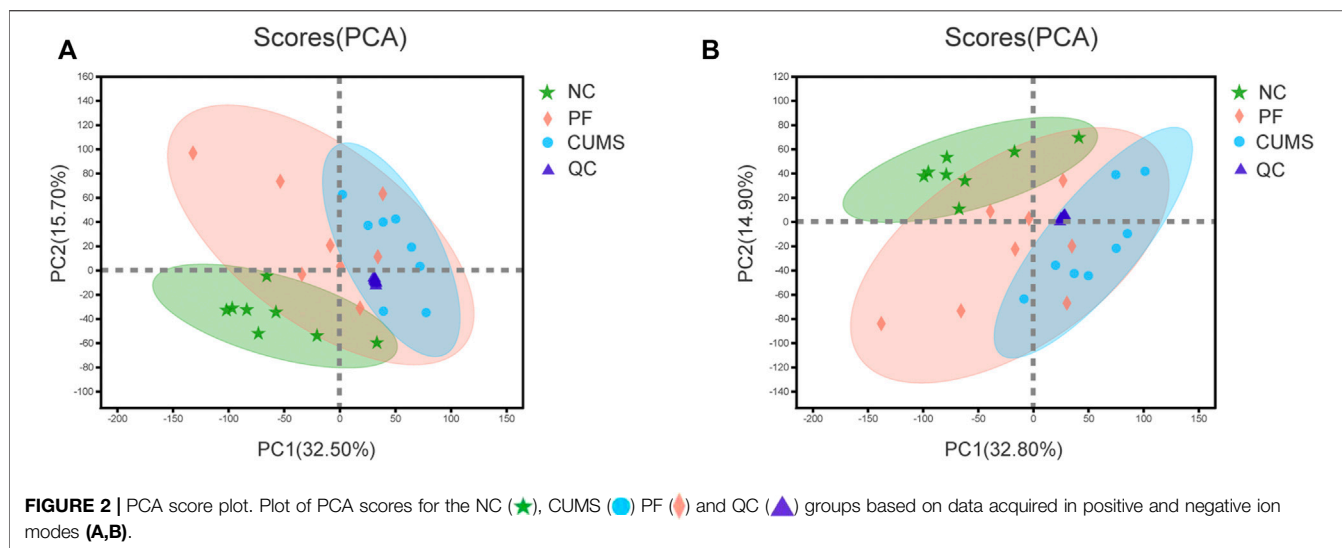 A
Scores(PCA)
160
140
120
100
80
60
40
20
0
-20
-40
-60
-80
-100
-200
-150
-100
-50
0
50
100
150
PC2(15.70%)
PC1(32.50%)
NC
PF
CUMS
QC
B
Scores(PCA)
120
100
80
60
40
20
0
-20
-40
-60
-80
-100
-120
-140
-200
-150
-100
-50
0
50
100
150
PC2(14.90%)
PC1(32.80%)
NC
PF
CUMS
QC
FIGURE 2 | PCA score plot. Plot of PCA scores for the NC (★), CUMS (●) PF (♦) and QC (▲) groups based on data acquired in positive and negative ion
modes (A,B).